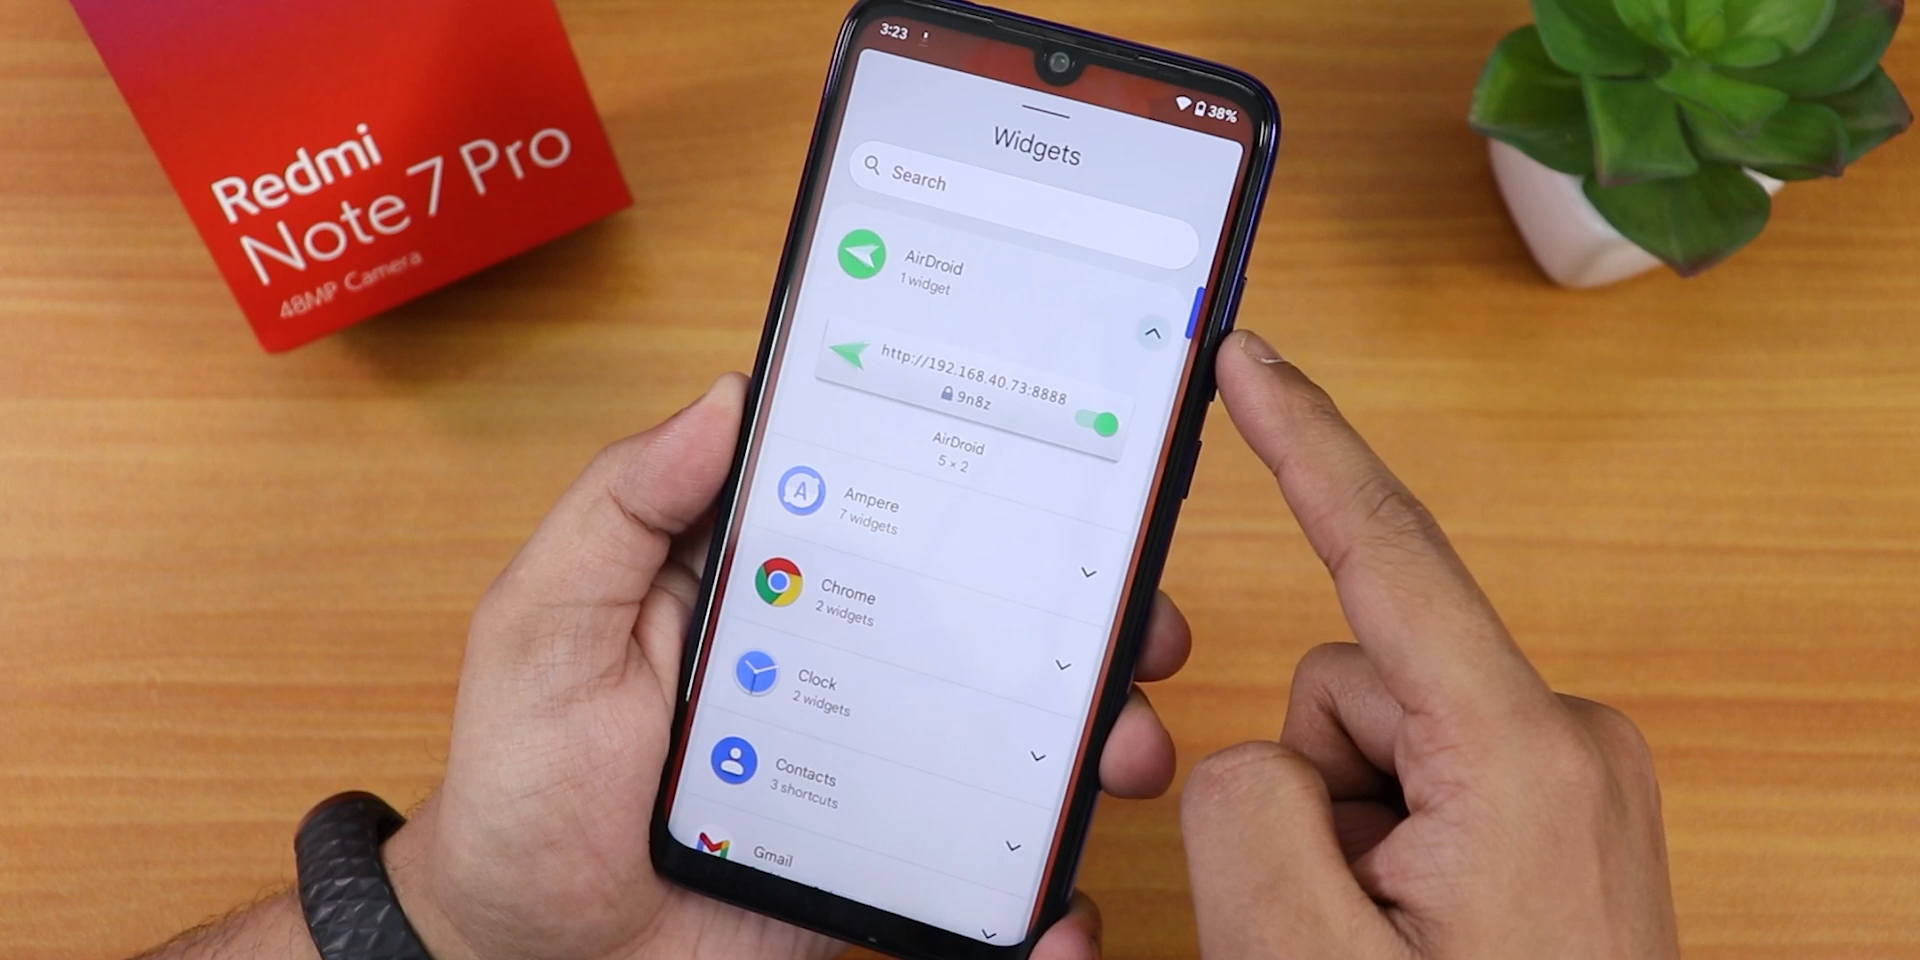 Redmi
Note 7 Pro
48MP Camera
3:23
38%
Widgets
Search
AirDroid
1 widget
http://192.168.40.73:8888
9n8z
AirDroid
5 × 2
A
Ampere
7 widgets
Chrome
2 widgets
Clock
2 widgets
Contacts
3 shortcuts
Gmail